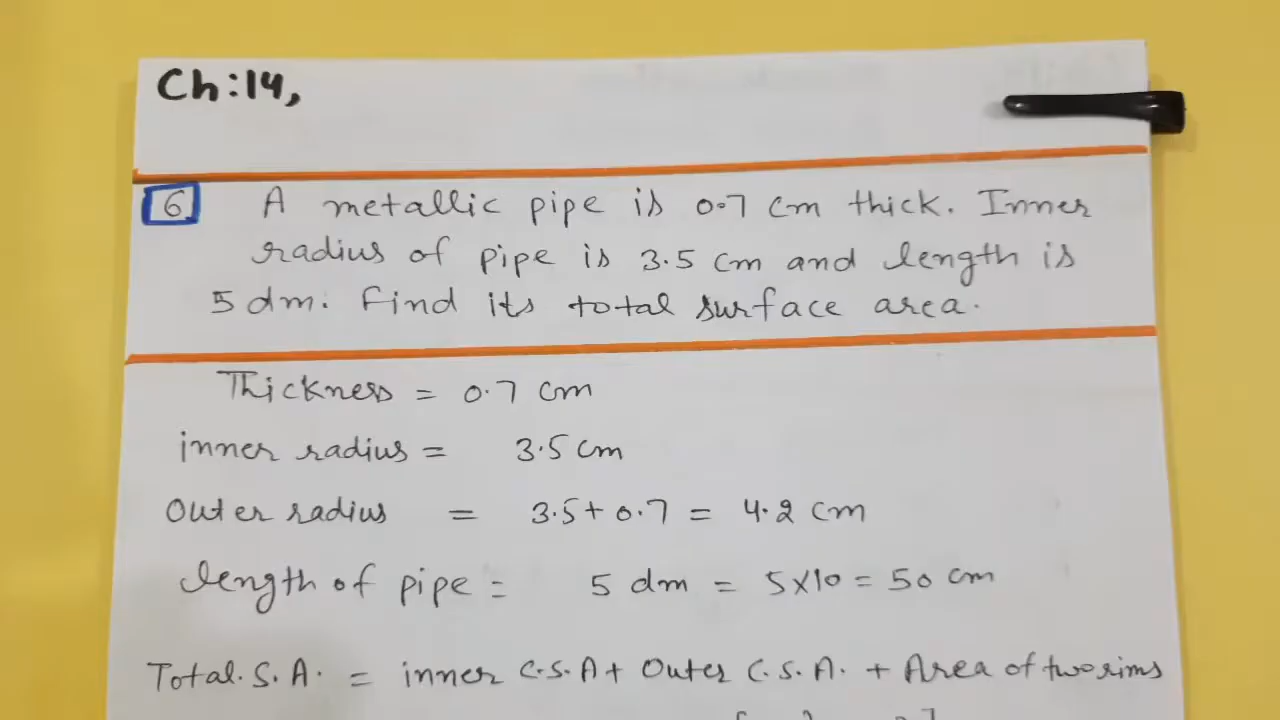 Ch:14,
6 A metallic pipe is 0.7 cm thick. Inner
radius of pipe is 3.5 cm and length is
5 dm. Find its total surface area.
Thickness = 0.7 cm
inner radius = 3.5 cm
Outer radius = 3.5 + 0.7 = 4.2 cm
length of pipe = 5 dm = 5×10 = 50 cm
Total. S. A. = inner C.S.A + Outer C.S.A. + Area of two rims